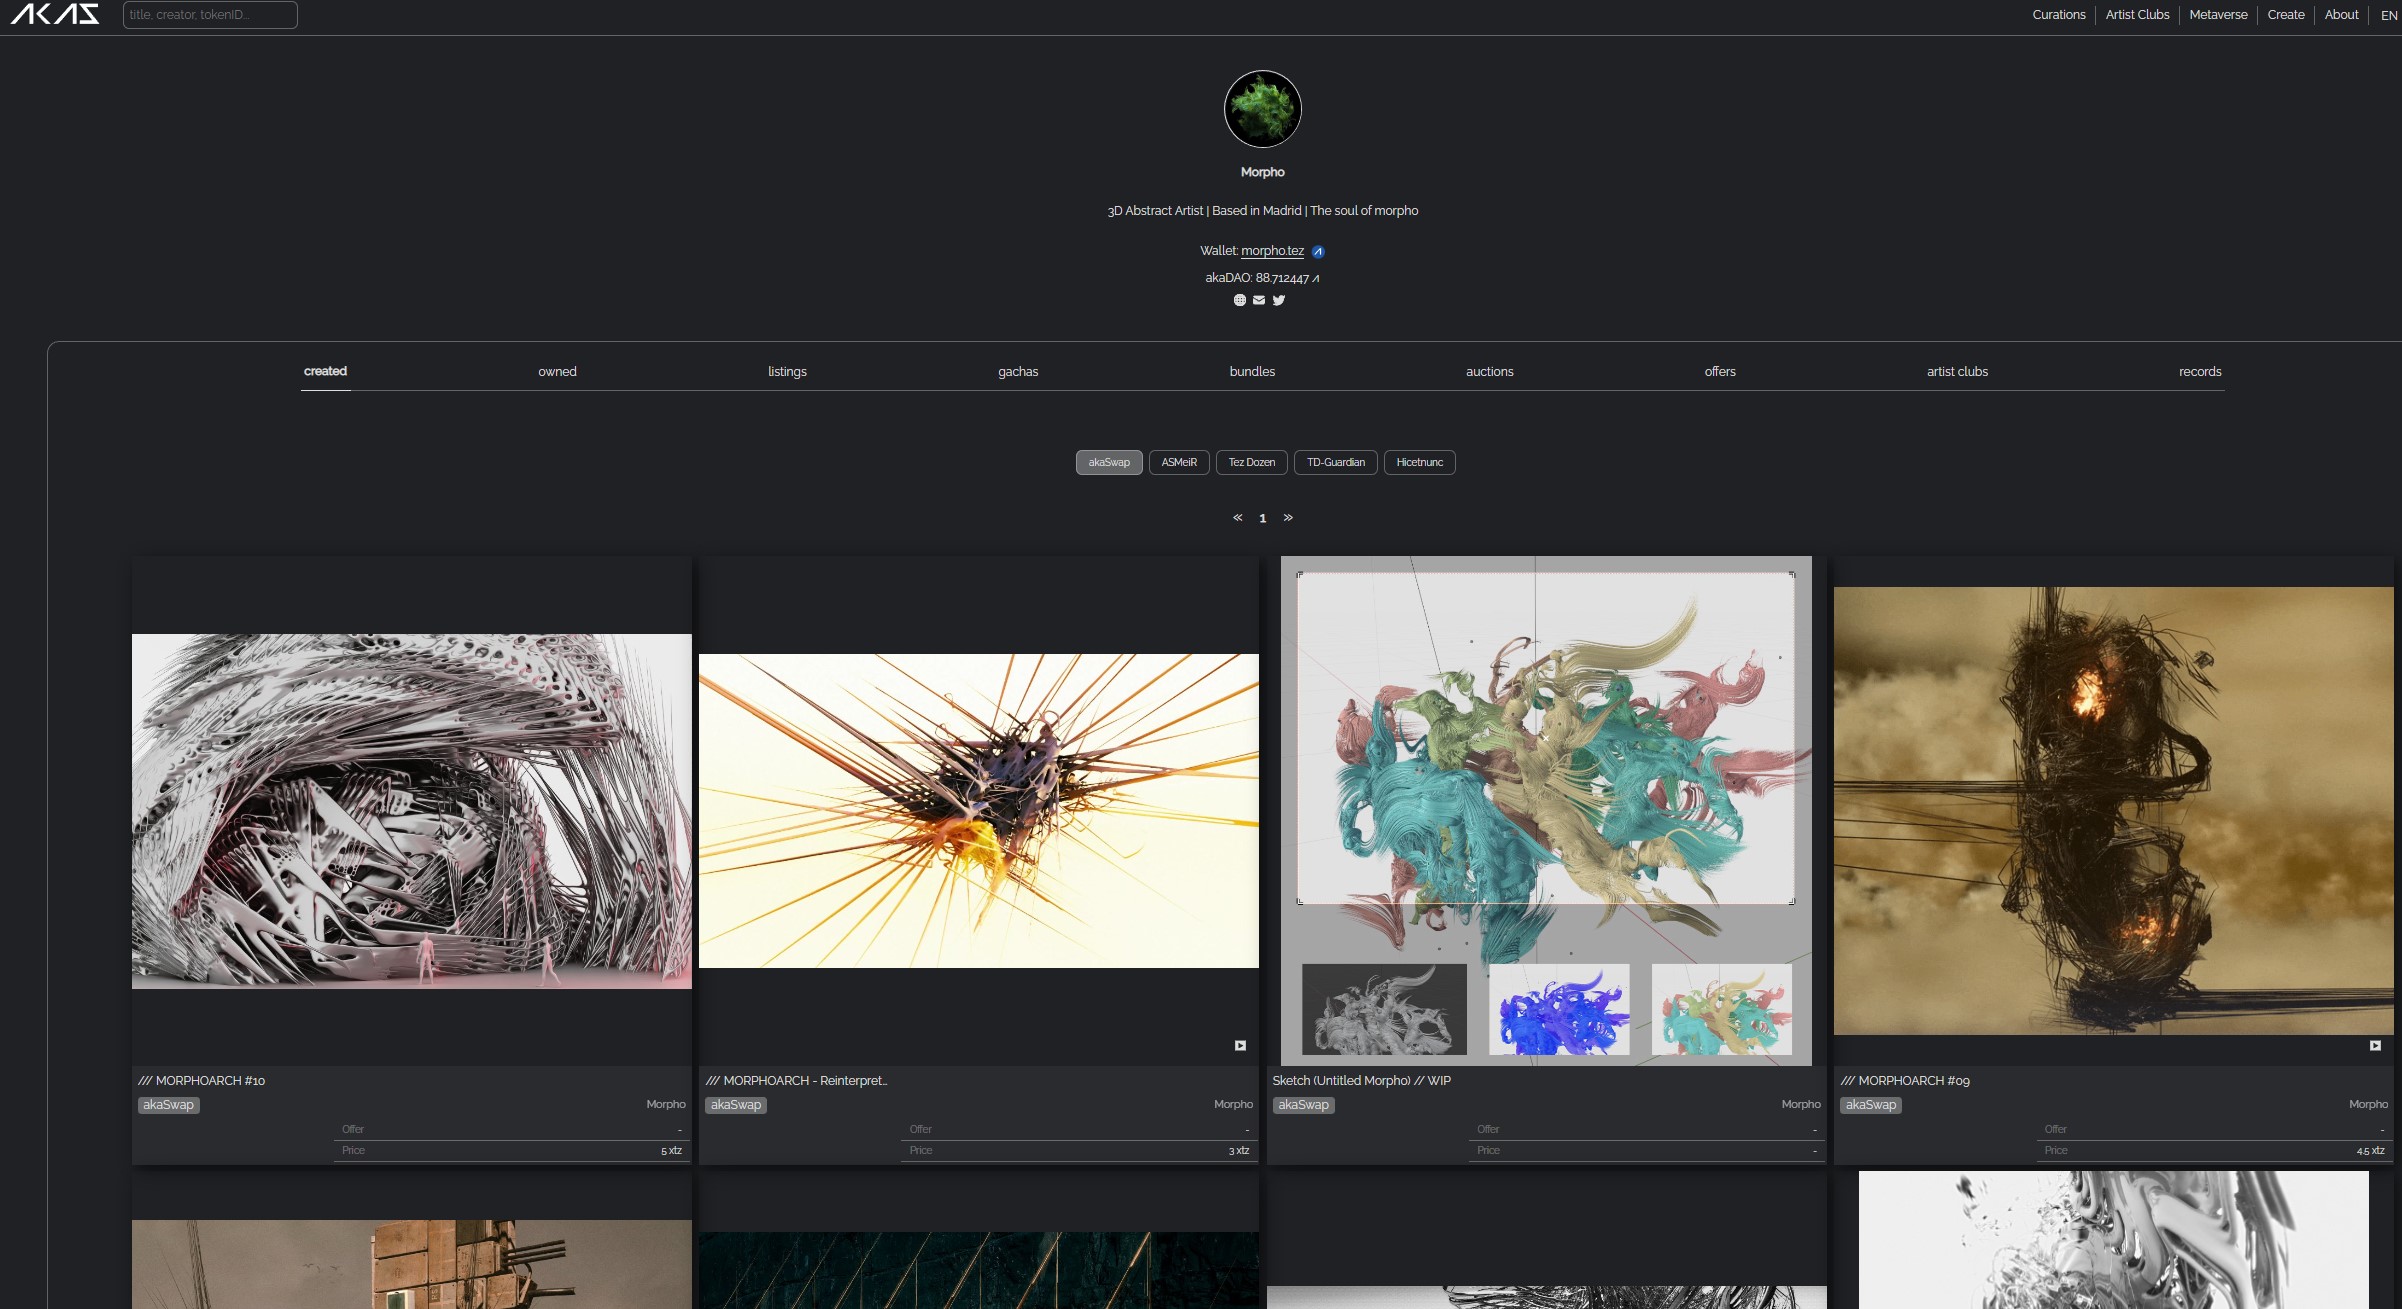 AKAS
title, creator, tokenID...
Curations
Artist Clubs
Metaverse
Create
About
EN
Morpho
3D Abstract Artist | Based in Madrid | The soul of morpho
Wallet: morpho.tez
akaDAO: 88.712447
created
owned
listings
gachas
bundles
auctions
offers
artist clubs
records
akaSwap
ASMeiR
Tez Dozen
TD-Guardian
Hicetnunc
« 1 »
/// MORPHOARCH #10
akaSwap
Morpho
Offer -
Price 5 xtz
/// MORPHOARCH - Reinterpret...
akaSwap
Morpho
Offer -
Price 3 xtz
Sketch (Untitled Morpho) // WIP
akaSwap
Morpho
Offer -
Price -
/// MORPHOARCH #09
akaSwap
Morpho
Offer -
Price 4.5 xtz